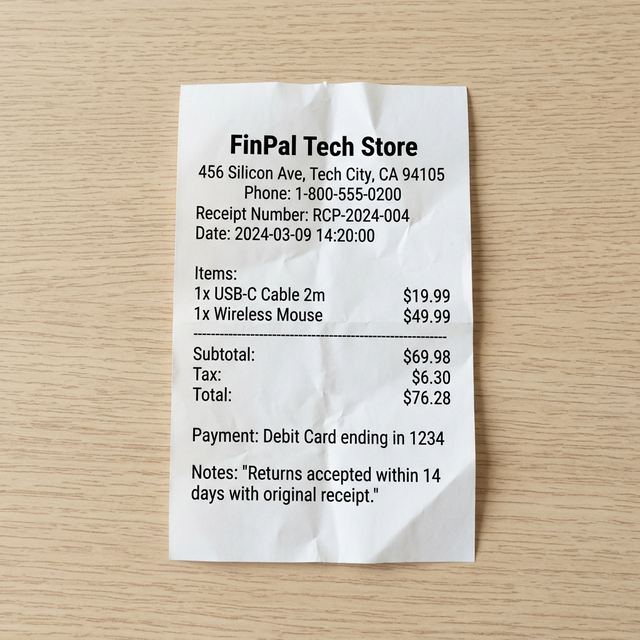 FinPal Tech Store
456 Silicon Ave, Tech City, CA 94105
Phone: 1-800-555-0200
Receipt Number: RCP-2024-004
Date: 2024-03-09 14:20:00
Items:
1x USB-C Cable 2m $19.99
1x Wireless Mouse $49.99
--------------------------------------------------------
Subtotal: $69.98
Tax: $6.30
Total: $76.28
Payment: Debit Card ending in 1234
Notes: "Returns accepted within 14
days with original receipt."